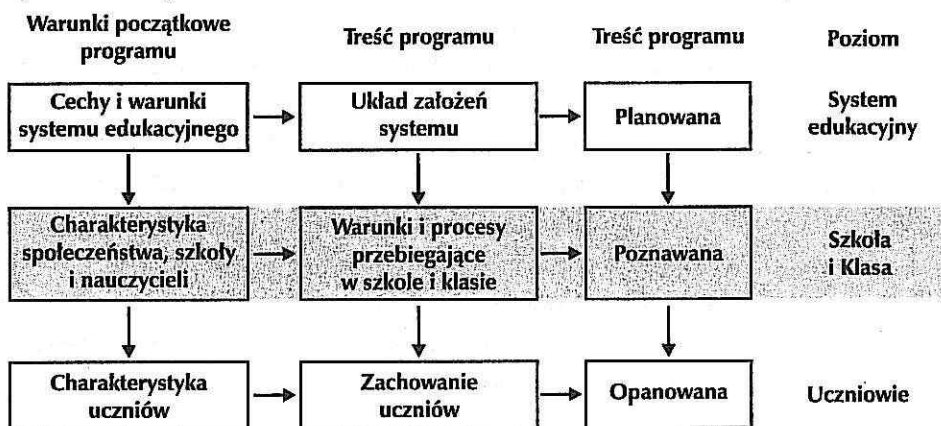 Warunki początkowe
programu
Treść programu
Treść programu
Poziom
Cechy i warunki
systemu edukacyjnego
Układ założeń
systemu
Planowana
System
edukacyjny
Charakterystyka
społeczeństwa, szkoły
i nauczycieli
Warunki i procesy
przebiegające
w szkole i klasie
Poznawana
Szkoła
i Klasa
Charakterystyka
uczniów
Zachowanie
uczniów
Opanowana
Uczniowie